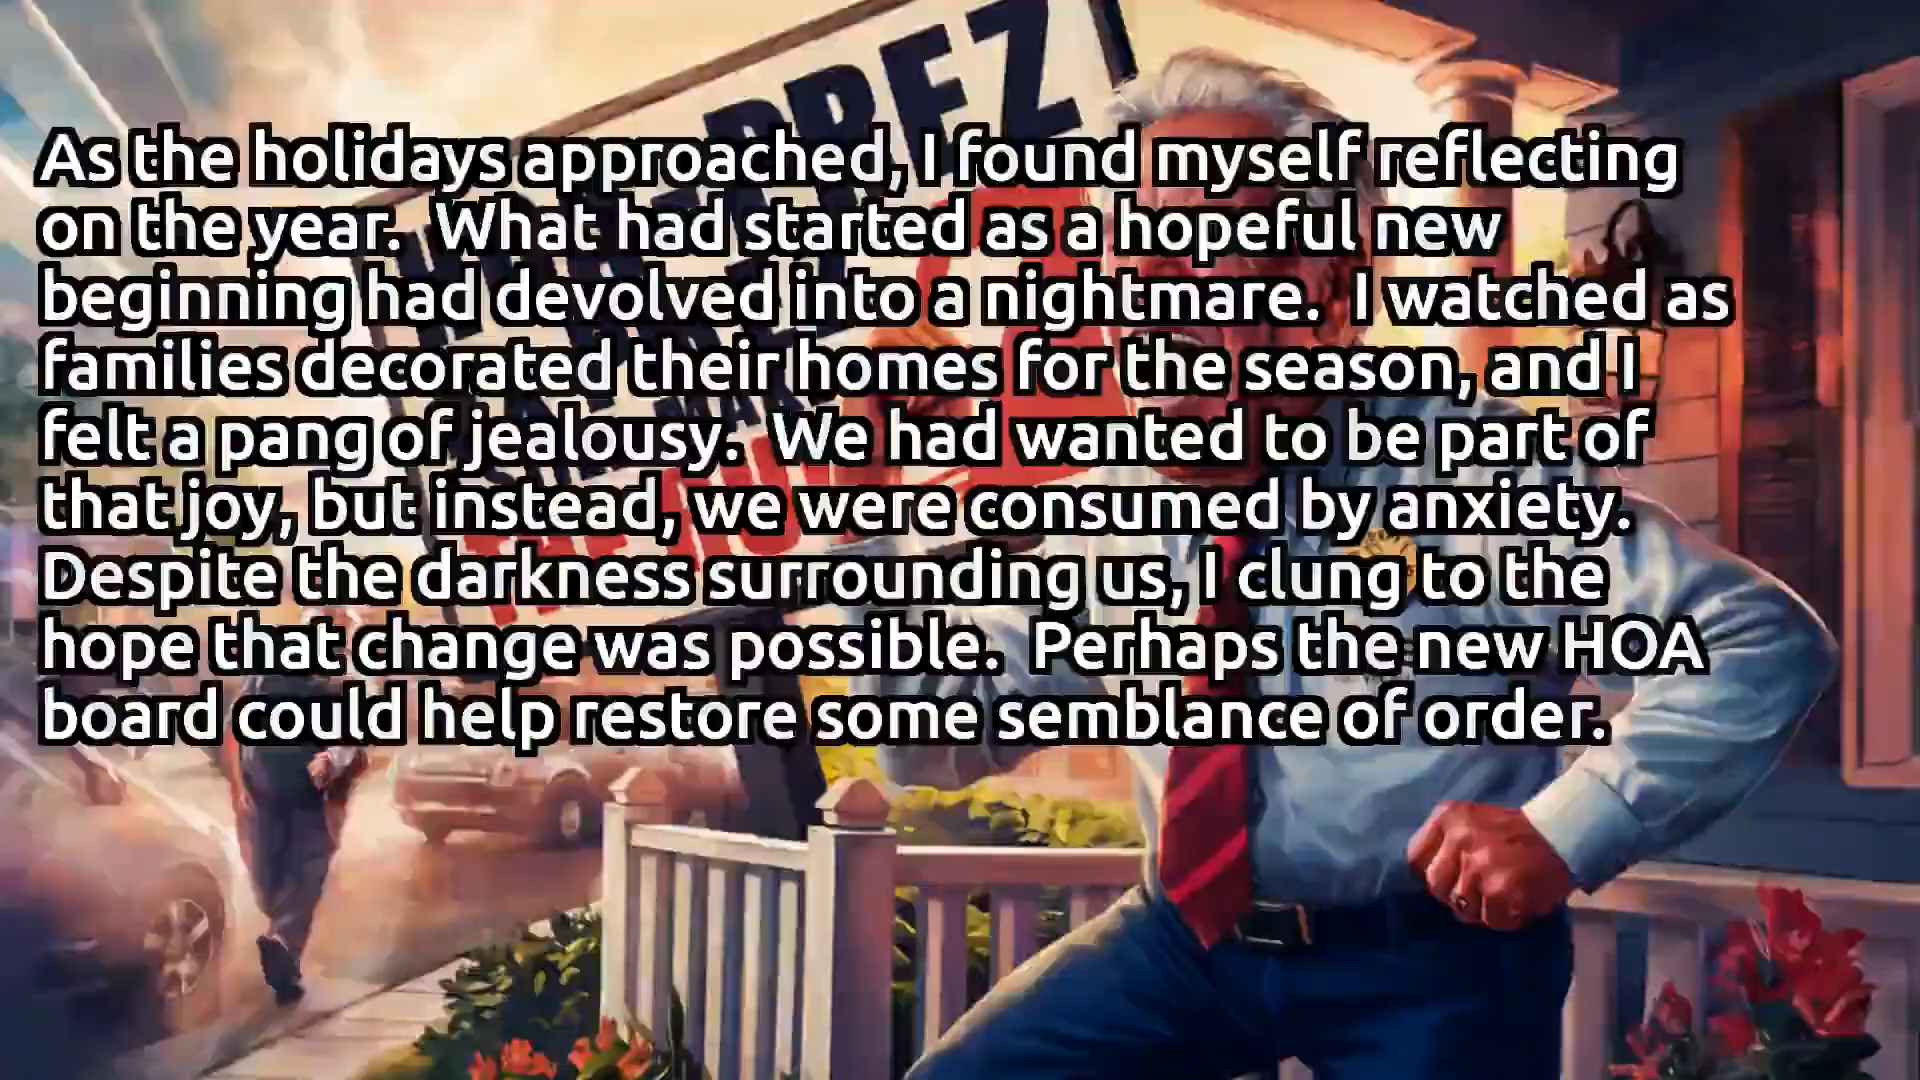 As the holidays approached, I found myself reflecting
on the year.  What had started as a hopeful new
beginning had devolved into a nightmare.  I watched as
families decorated their homes for the season, and I
felt a pang of jealousy.  We had wanted to be part of
that joy, but instead, we were consumed by anxiety.
Despite the darkness surrounding us, I clung to the
hope that change was possible.  Perhaps the new HOA
board could help restore some semblance of order.